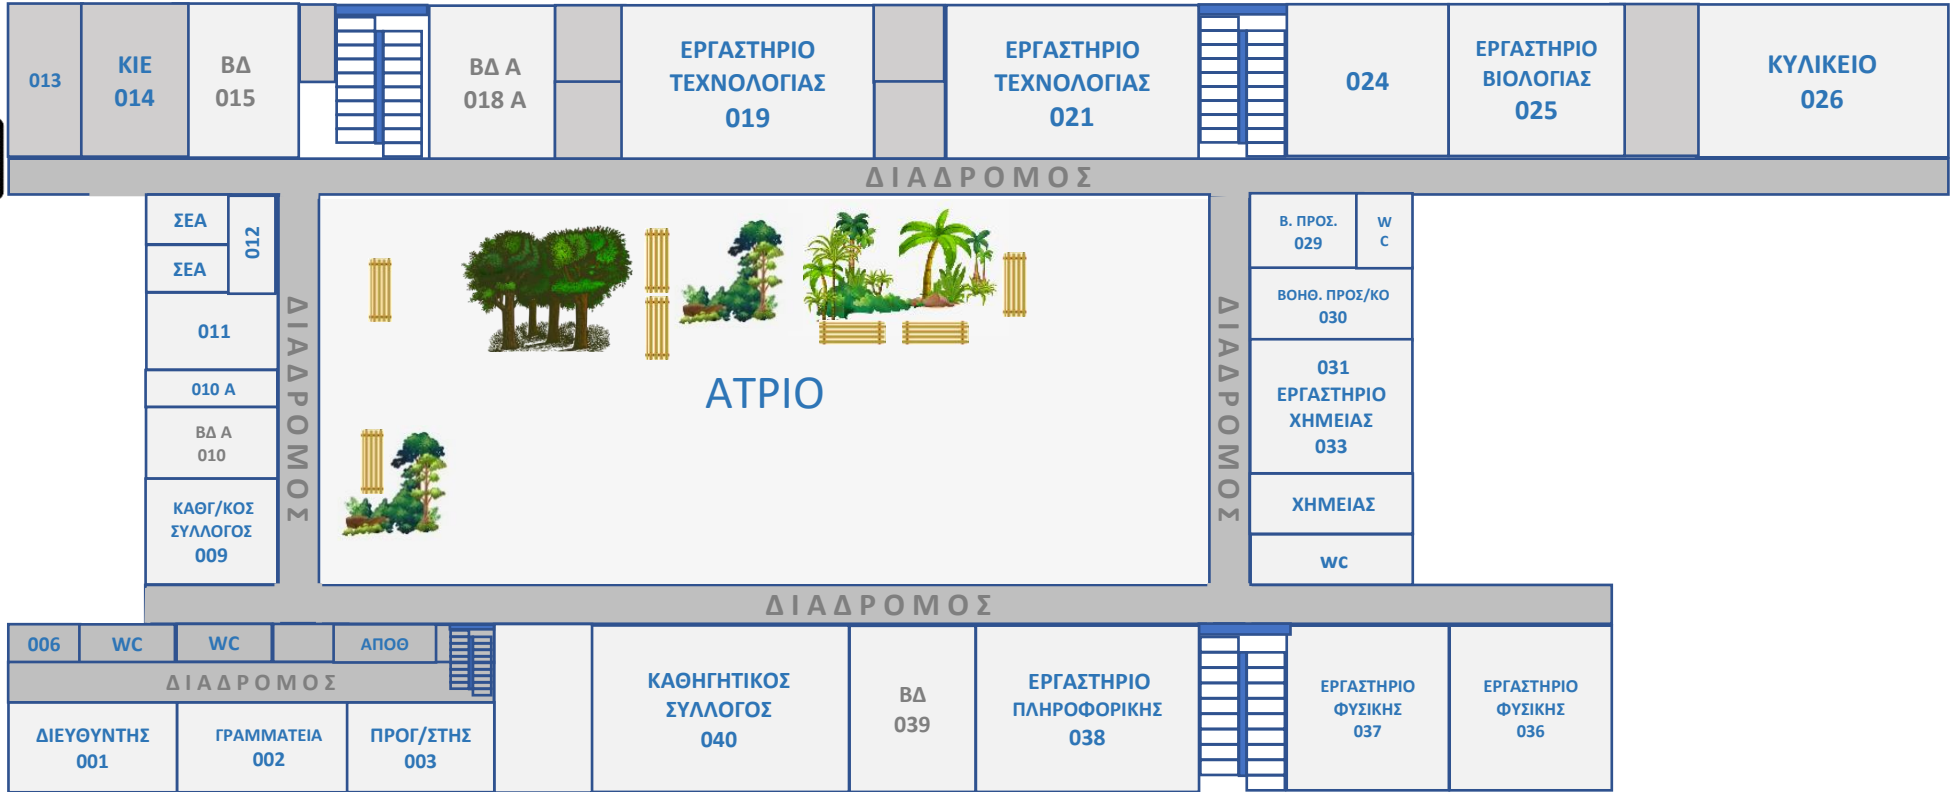 013
ΚΙΕ
014
ΒΔ
015
ΒΔ Α
018 Α
ΕΡΓΑΣΤΗΡΙΟ
ΤΕΧΝΟΛΟΓΙΑΣ
019
ΕΡΓΑΣΤΗΡΙΟ
ΤΕΧΝΟΛΟΓΙΑΣ
021
024
ΕΡΓΑΣΤΗΡΙΟ
ΒΙΟΛΟΓΙΑΣ
025
ΚΥΛΙΚΕΙΟ
026
ΔΙΑΔΡΟΜΟΣ
ΣΕΑ
ΣΕΑ
012
011
010 Α
ΒΔ Α
010
ΚΑΘΓ/ΚΟΣ
ΣΥΛΛΟΓΟΣ
009
ΔΙΑΔΡΟΜΟΣ
ΑΤΡΙΟ
ΔΙΑΔΡΟΜΟΣ
Β. ΠΡΟΣ.
029
W
C
ΒΟΗΘ. ΠΡΟΣ/ΚΟ
030
031
ΕΡΓΑΣΤΗΡΙΟ
ΧΗΜΕΙΑΣ
033
ΧΗΜΕΙΑΣ
wc
ΔΙΑΔΡΟΜΟΣ
006
WC
WC
ΑΠΟΘ
ΔΙΑΔΡΟΜΟΣ
ΔΙΕΥΘΥΝΤΗΣ
001
ΓΡΑΜΜΑΤΕΙΑ
002
ΠΡΟΓ/ΣΤΗΣ
003
ΚΑΘΗΓΗΤΙΚΟΣ
ΣΥΛΛΟΓΟΣ
040
ΒΔ
039
ΕΡΓΑΣΤΗΡΙΟ
ΠΛΗΡΟΦΟΡΙΚΗΣ
038
ΕΡΓΑΣΤΗΡΙΟ
ΦΥΣΙΚΗΣ
037
ΕΡΓΑΣΤΗΡΙΟ
ΦΥΣΙΚΗΣ
036